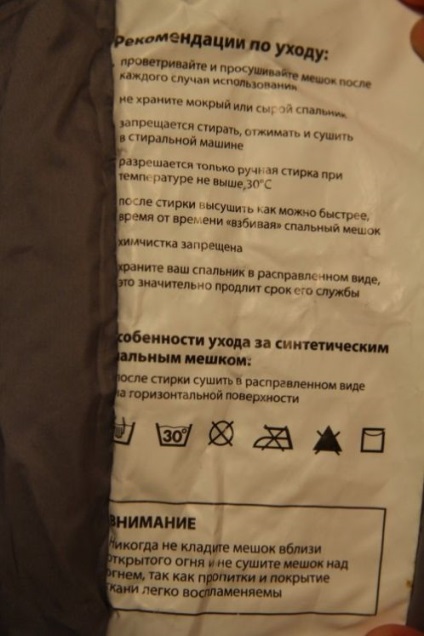 Рекомендации по уходу:
проветривайте и просушивайте мешок после
каждого случая использования
не храните мокрый или сырой спальник
запрещается стирать, отжимать и сушить
в стиральной машине
разрешается только ручная стирка при
температуре не выше,30°С
после стирки высушить как можно быстрее,
время от времени «взбивая» спальный мешок
химчистка запрещена
храните ваш спальник в расправленном виде,
это значительно продлит срок его службы
собенности ухода за синтетическим
альным мешком:
после стирки сушить в расправленном виде
на горизонтальной поверхности
30°
ВНИМАНИЕ
Никогда не кладите мешок вблизи
открытого огня и не сушите мешок над
огнем, так как пропитки и покрытие
ткани легко воспламеняемы